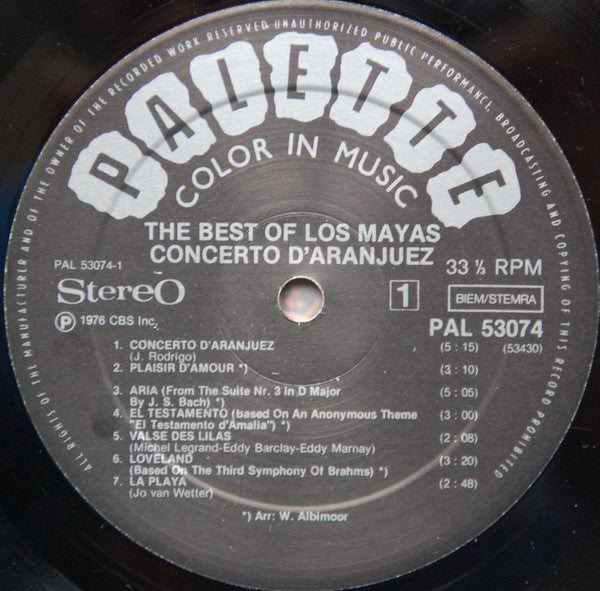 ALL RIGHTS OF THE MANUFACTURER AND OF THE OWNER OF THE RECORDED WORK RESERVED UNAUTHORIZED PUBLIC PERFORMANCE, BROADCASTING AND COPYING OF THIS RECORD PROHIBITED
PALETTE
COLOR IN MUSIC
THE BEST OF LOS MAYAS
CONCERTO D'ARANJUEZ
33 ⅓ RPM
PAL 53074-1
Stereo
1
BIEM/STEMRA
Ⓟ 1976 CBS Inc.
PAL 53074
(53430)
1. CONCERTO D'ARANJUEZ (5 : 15)
(J. Rodrigo)
2. PLAISIR D'AMOUR *) (3 : 10)
3. ARIA (From The Suite Nr. 3 in D Major (5 : 05)
By J. S. Bach) *)
4. EL TESTAMENTO (Based On An Anonymous Theme (3 : 00)
"El Testamento d'Amalia") *)
5. VALSE DES LILAS (2 : 08)
(Michel Legrand-Eddy Barclay-Eddy Marnay)
6. LOVELAND (3 : 20)
(Based On The Third Symphony Of Brahms) *)
7. LA PLAYA (2 : 48)
(Jo van Wetter)
*) Arr: W. Albimoor